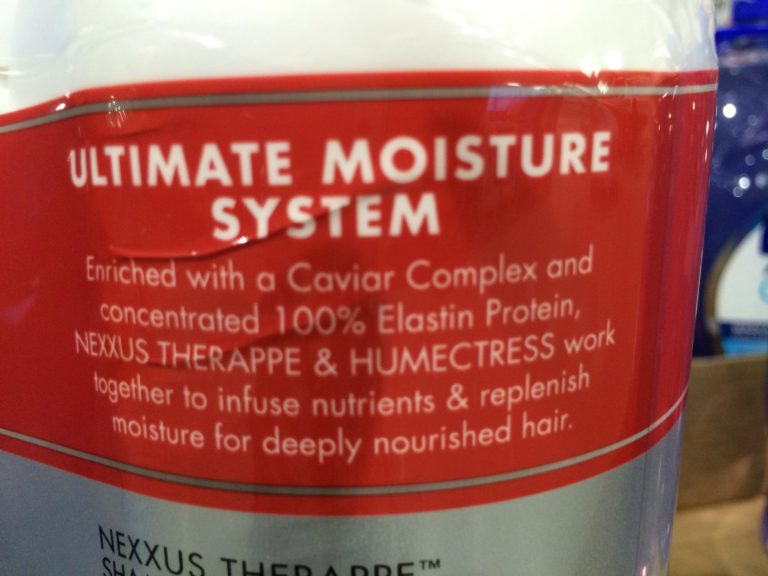 ULTIMATE MOISTURE
SYSTEM
Enriched with a Caviar Complex and
concentrated 100% Elastin Protein,
NEXXUS THERAPPE & HUMECTRESS work
together to infuse nutrients & replenish
moisture for deeply nourished hair.
NEXXUS THERAPPE™